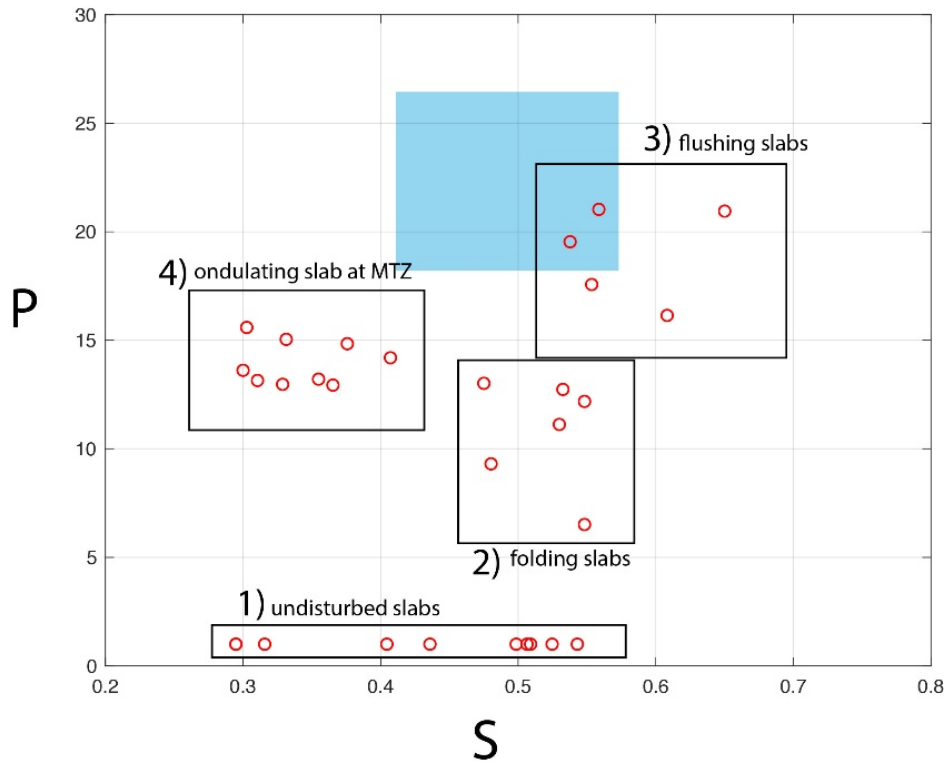 30
25
3) flushing slabs
20
4) ondulating slab at MTZ
P
15
10
2) folding slabs
5
1) undisturbed slabs
0
0.2 0.3 0.4 0.5 0.6 0.7 0.8
S